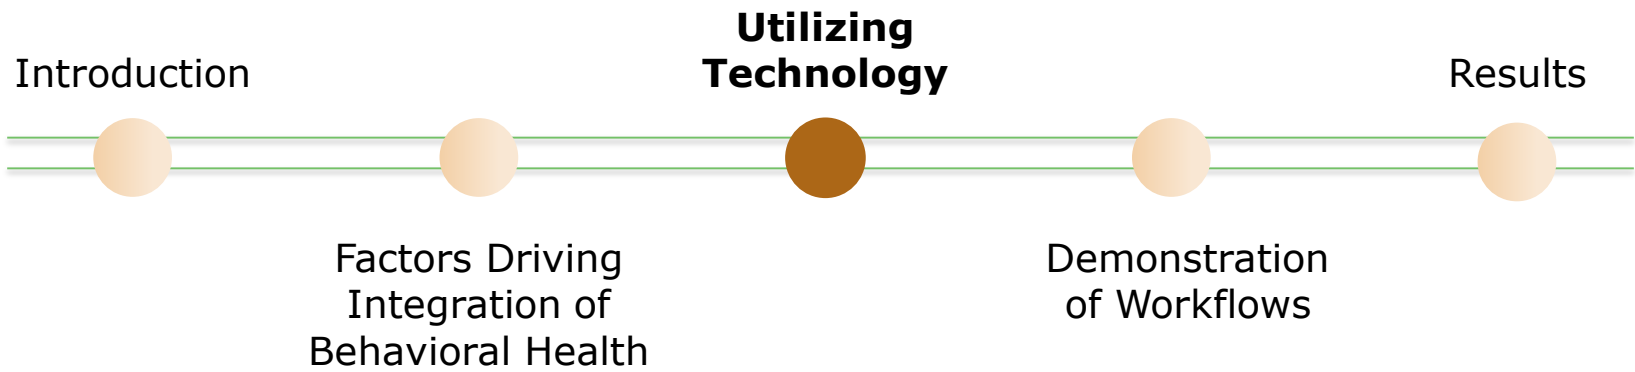 Introduction
Factors Driving
Integration of
Behavioral Health
Utilizing
Technology
Demonstration
of Workflows
Results